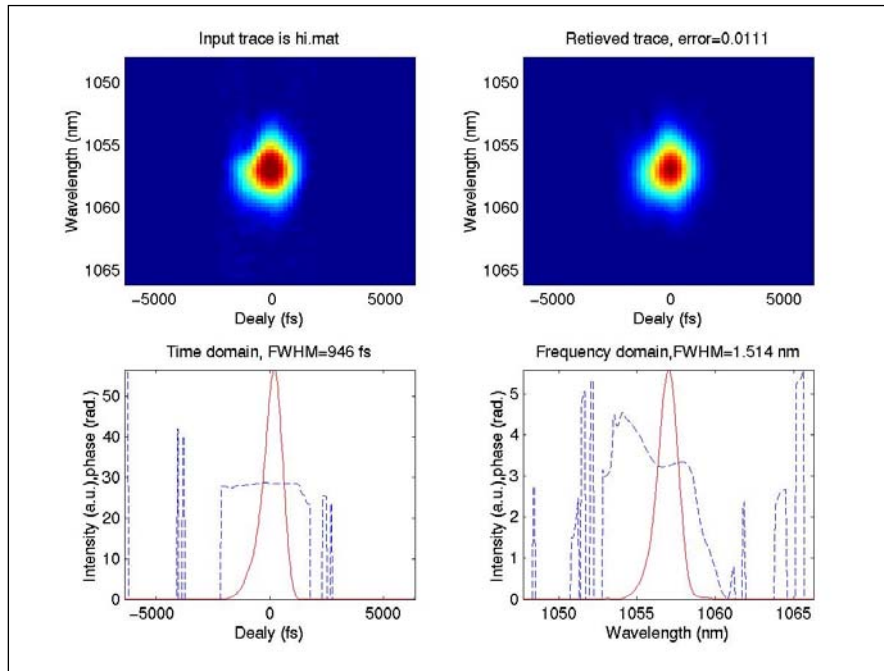 Input trace is hi.mat
Wavelength (nm)
1050
1055
1060
1065
−5000
0
5000
Dealy (fs)
Retieved trace, error=0.0111
Wavelength (nm)
1050
1055
1060
1065
−5000
0
5000
Dealy (fs)
Time domain, FWHM=946 fs
Intensity (a.u.),phase (rad.)
50
40
30
20
10
0
−5000
0
5000
Dealy (fs)
Frequency domain,FWHM=1.514 nm
Intensity (a.u.),phase (rad.)
5
4
3
2
1
0
1050
1055
1060
1065
Wavelength (nm)